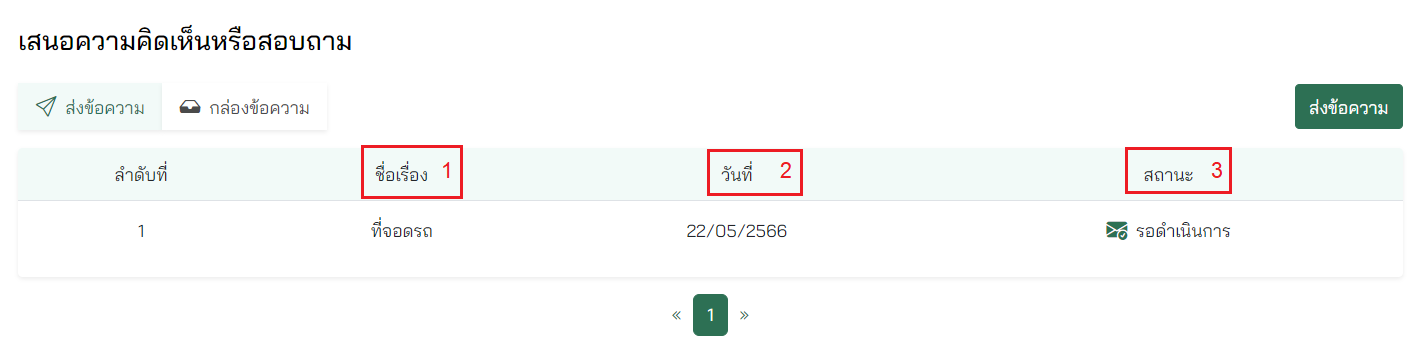 เสนอความคิดเห็นหรือสอบถาม
ส่งข้อความ กล่องข้อความ ส่งข้อความ
ลำดับที่ ชื่อเรื่อง 1 วันที่ 2 สถานะ 3
1 ที่จอดรถ 22/05/2566 รอดำเนินการ
« 1 »